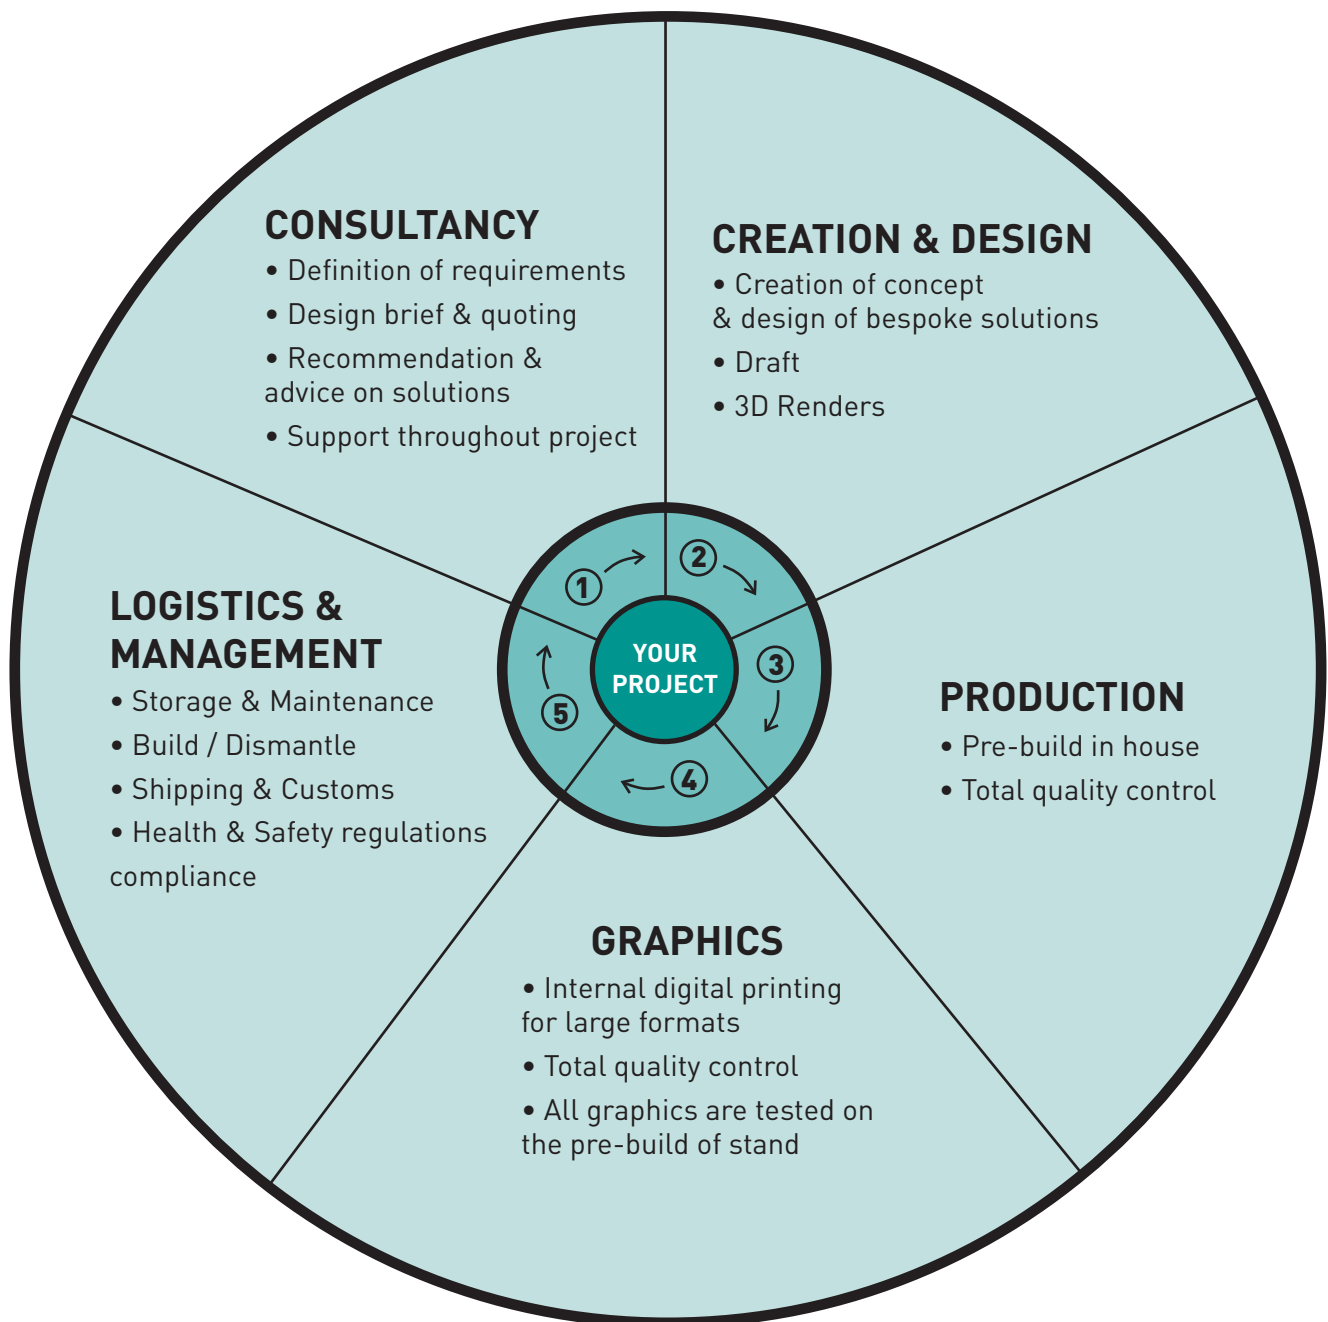 CONSULTANCY
• Definition of requirements
• Design brief & quoting
• Recommendation &
advice on solutions
• Support throughout project
CREATION & DESIGN
• Creation of concept
& design of bespoke solutions
• Draft
• 3D Renders
PRODUCTION
• Pre-build in house
• Total quality control
GRAPHICS
• Internal digital printing
for large formats
• Total quality control
• All graphics are tested on
the pre-build of stand
LOGISTICS &
MANAGEMENT
• Storage & Maintenance
• Build / Dismantle
• Shipping & Customs
• Health & Safety regulations
compliance
1
2
3
4
5
YOUR
PROJECT